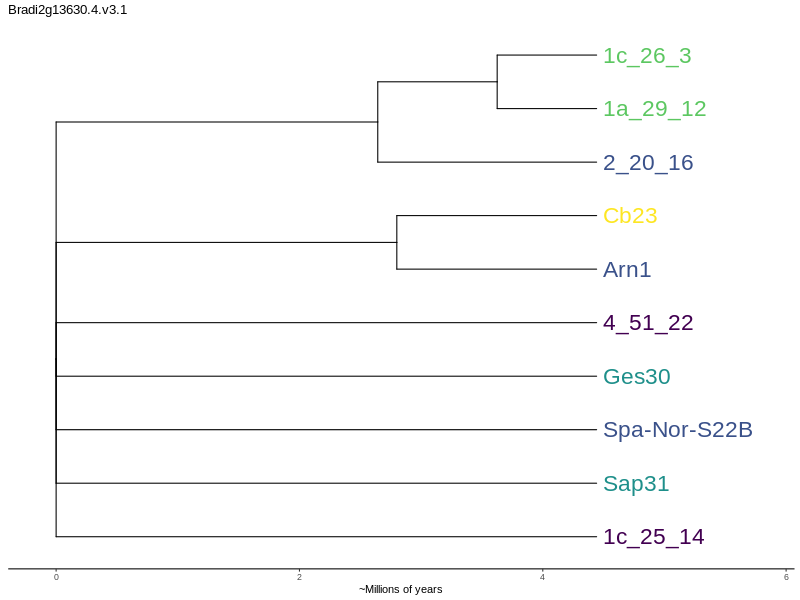 Bradi2g13630.4.v3.1
1c_26_3
1a_29_12
2_20_16
Cb23
Arn1
4_51_22
Ges30
Spa-Nor-S22B
Sap31
1c_25_14
0 2 4 6
~Millions of years